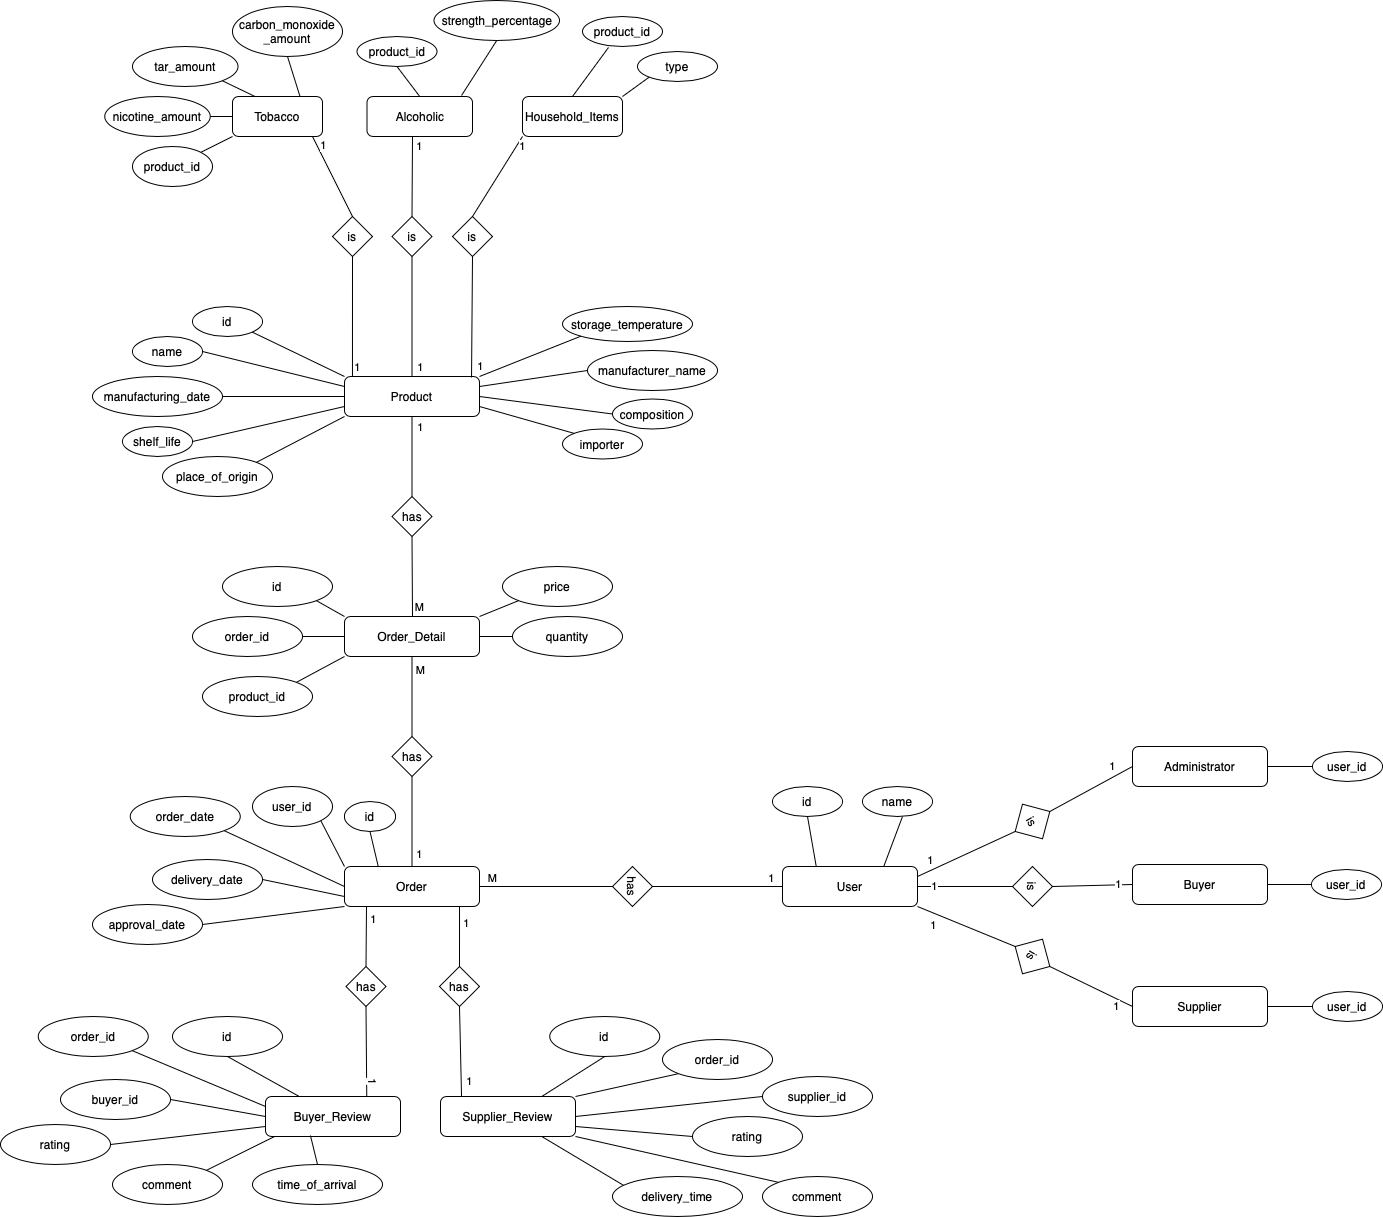 carbon_monoxide
_amount
strength_percentage
product_id
product_id
tar_amount
type
nicotine_amount
Tobacco
Alcoholic
Household_Items
product_id
1
1
1
is
is
is
id
storage_temperature
name
manufacturer_name
1
1
1
manufacturing_date
Product
composition
shelf_life
importer
place_of_origin
1
has
id
price
M
order_id
Order_Detail
quantity
product_id
M
has
order_date
user_id
id
1
delivery_date
Order
approval_date
M
has
1
id
name
User
1
is
1
Administrator
user_id
1
is
1
Buyer
user_id
1
is
1
Supplier
user_id
1
1
has
has
order_id
id
1
1
buyer_id
Buyer_Review
rating
comment
time_of_arrival
id
order_id
supplier_id
Supplier_Review
rating
delivery_time
comment